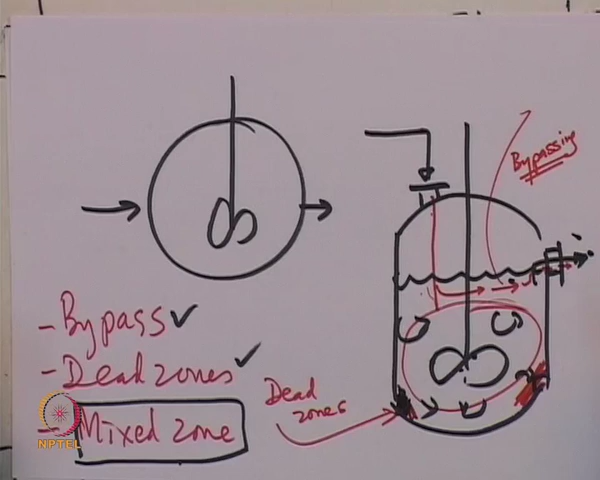 Bypassing
- Bypass ✓
- Dead zones ✓
- Mixed zone
Dead
zones
NPTEL